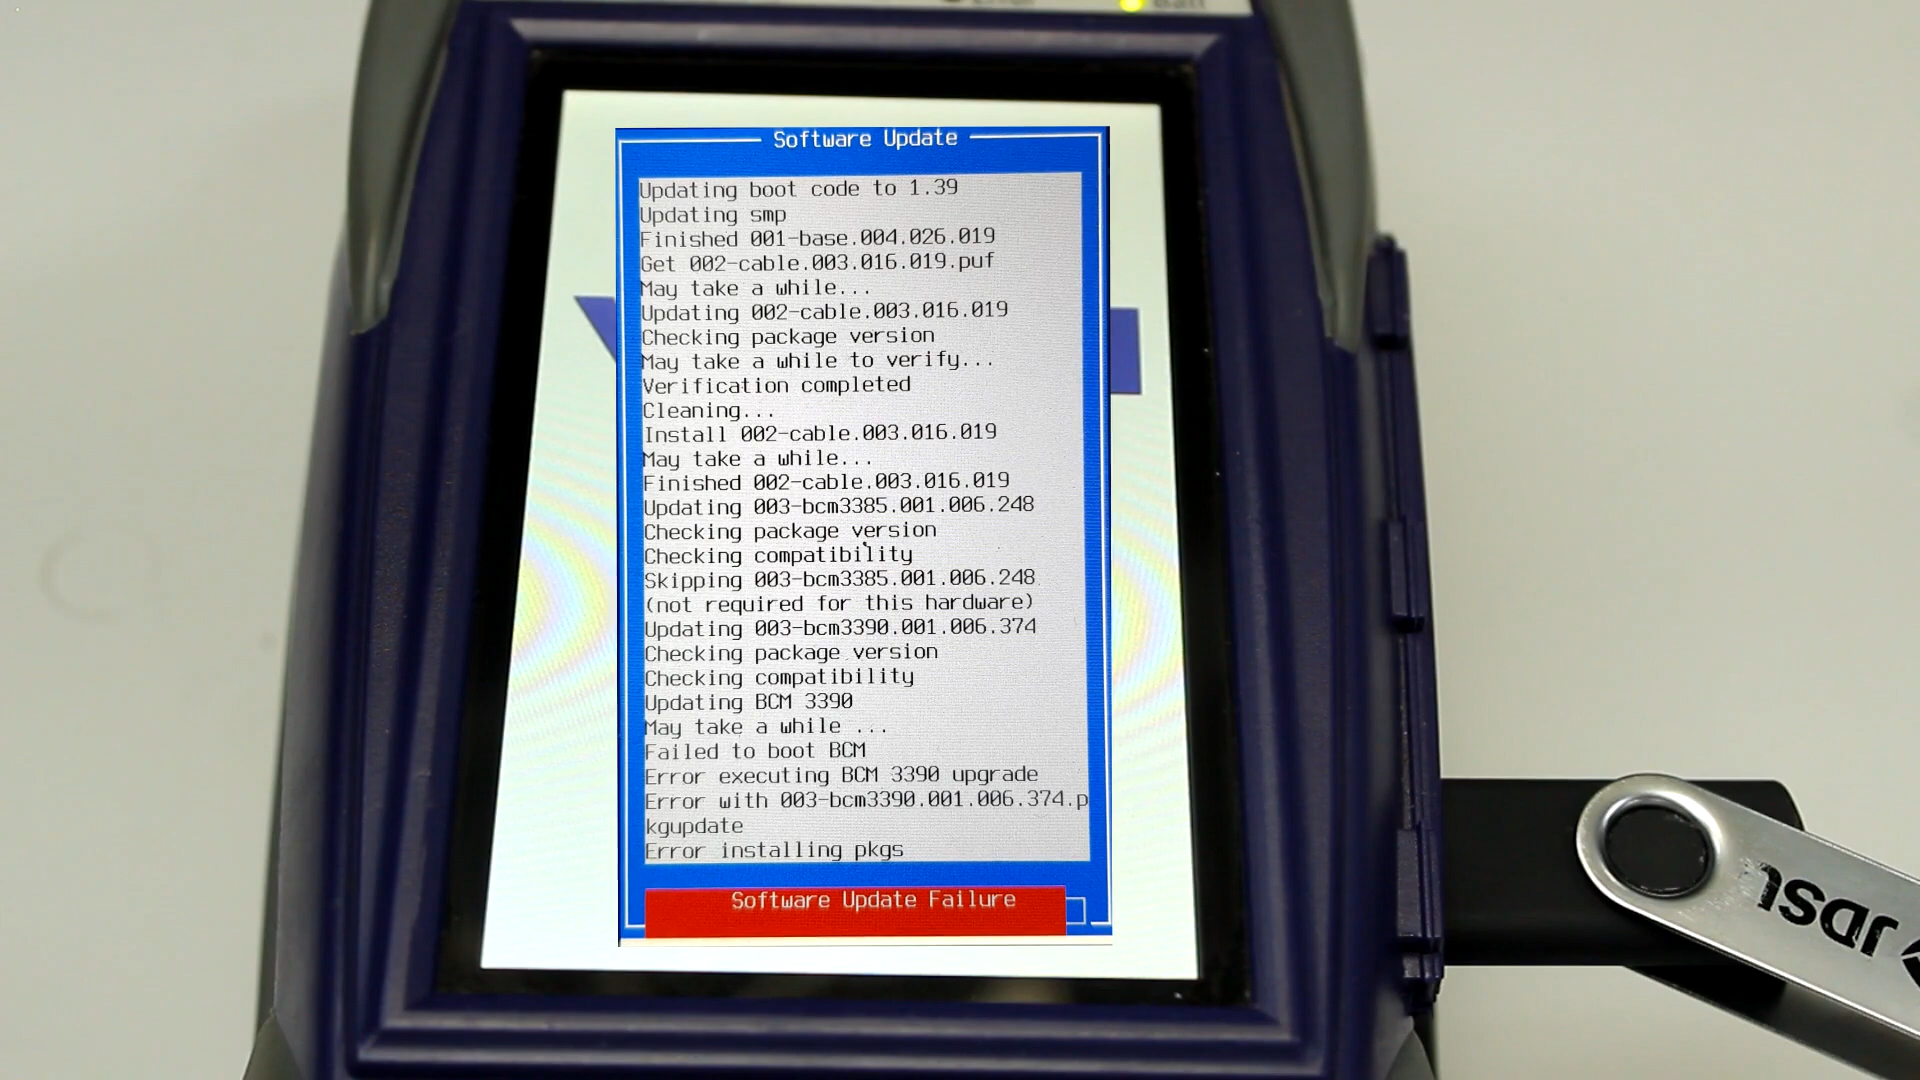 Error
Batt
Software Update
Updating boot code to 1.39
Updating smp
Finished 001-base.004.026.019
Get 002-cable.003.016.019.puf
May take a while...
Updating 002-cable.003.016.019
Checking package version
May take a while to verify...
Verification completed
Cleaning...
Install 002-cable.003.016.019
May take a while...
Finished 002-cable.003.016.019
Updating 003-bcm3385.001.006.248
Checking package version
Checking compatibility
Skipping 003-bcm3385.001.006.248
(not required for this hardware)
Updating 003-bcm3390.001.006.374
Checking package version
Checking compatibility
Updating BCM 3390
May take a while ...
Failed to boot BCM
Error executing BCM 3390 upgrade
Error with 003-bcm3390.001.006.374.p
kgupdate
Error installing pkgs
Software Update Failure
JDSU